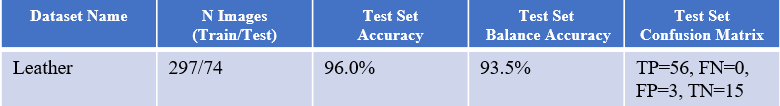 Dataset Name
N Images
(Train/Test)
Test Set
Accuracy
Test Set
Balance Accuracy
Test Set
Confusion Matrix
Leather
297/74
96.0%
93.5%
TP=56, FN=0,
FP=3, TN=15